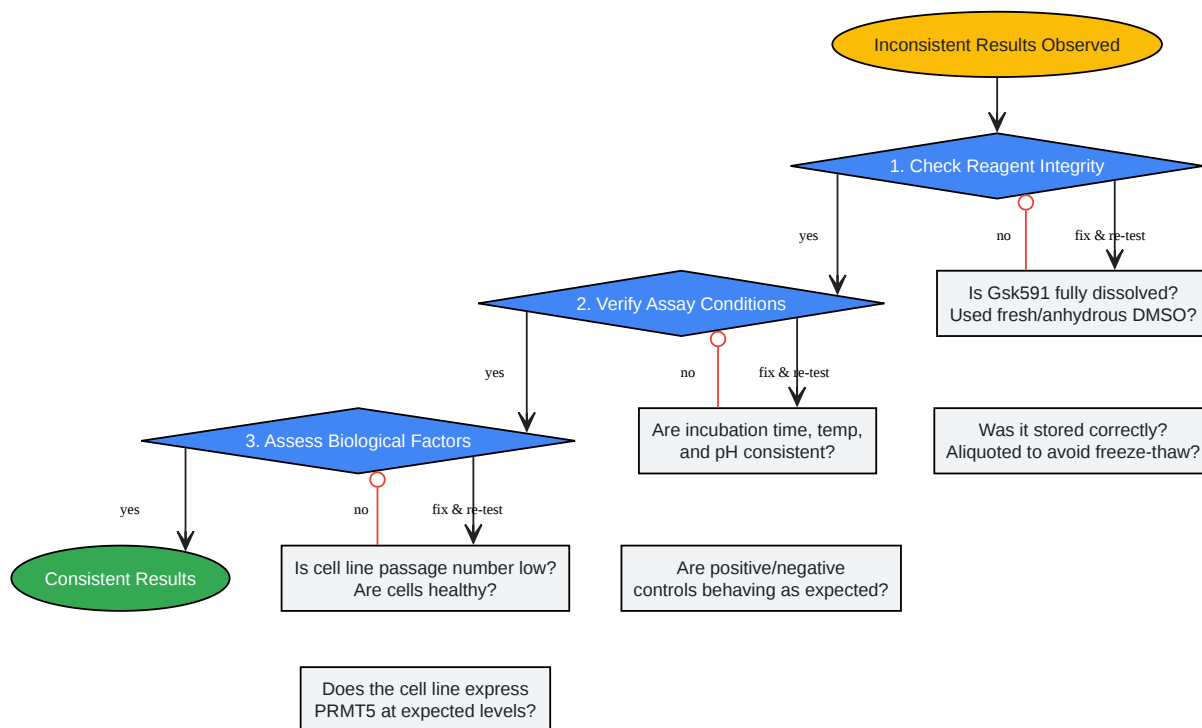 Inconsistent Results Observed
1. Check Reagent Integrity
yes
no
fix & re-test
2. Verify Assay Conditions
Is Gsk591 fully dissolved?
Used fresh/anhydrous DMSO?
yes
no
fix & re-test
3. Assess Biological Factors
Are incubation time, temp,
and pH consistent?
Was it stored correctly?
Aliquoted to avoid freeze-thaw?
yes
no
fix & re-test
Consistent Results
Is cell line passage number low?
Are cells healthy?
Are positive/negative
controls behaving as expected?
Does the cell line express
PRMT5 at expected levels?